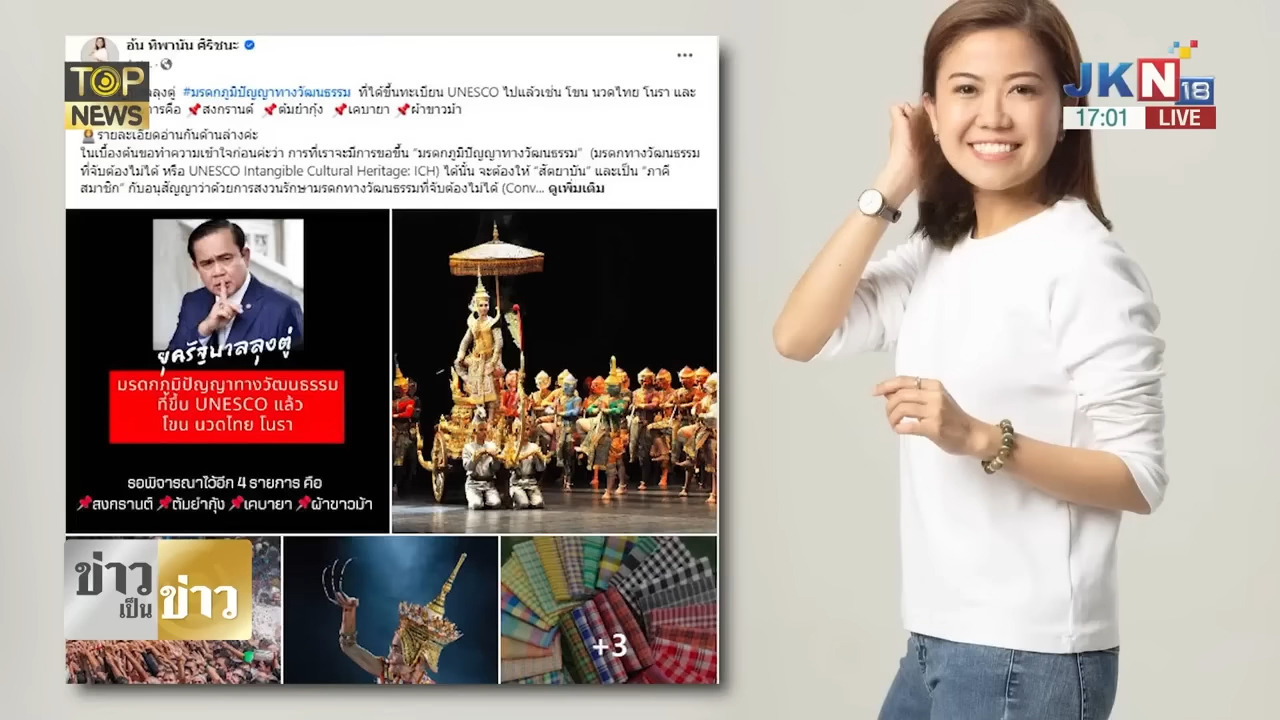 อ้น ทิพานัน ศิริชนะ
TOP
NEWS
ลุงตู่ #มรดกภูมิปัญญาทางวัฒนธรรม ที่ได้ขึ้นทะเบียน UNESCO ไปแล้วเช่น โขน นวดไทย โนรา และ
การคือ 📌สงกรานต์ 📌ต้มยำกุ้ง 📌เคบายา 📌ผ้าขาวม้า
รายละเอียดอ่านกันด้านล่างค่ะ
ในเบื้องต้นขอทำความเข้าใจก่อนค่ะว่า การที่เราจะมีการขอขึ้น "มรดกภูมิปัญญาทางวัฒนธรรม" (มรดกทางวัฒนธรรม
ที่จับต้องไม่ได้ หรือ UNESCO Intangible Cultural Heritage: ICH) ได้นั้น จะต้องให้ "สัตยาบัน" และเป็น "ภาคี
สมาชิก" กับอนุสัญญาว่าด้วยการสงวนรักษามรดกทางวัฒนธรรมที่จับต้องไม่ได้ (Conv... ดูเพิ่มเติม
JKN18
17:01 LIVE
ยุครัฐบาลลุงตู่
มรดกภูมิปัญญาทางวัฒนธรรม
ที่ขึ้น UNESCO แล้ว
โขน นวดไทย โนรา
รอพิจารณาไว้อีก 4 รายการ คือ
📌สงกรานต์ 📌ต้มยำกุ้ง 📌เคบายา 📌ผ้าขาวม้า
ข่าว
เป็น
ข่าว
+3